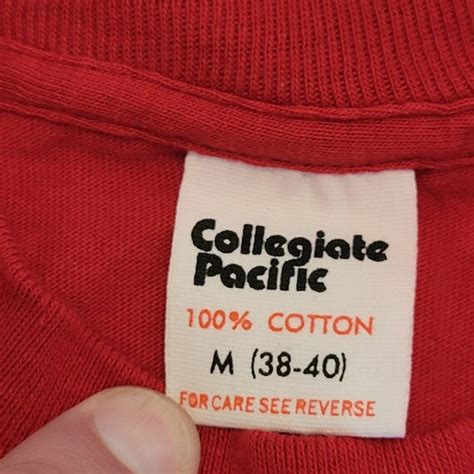 Collegiate
Pacific
100% COTTON
M (38-40)
FOR CARE SEE REVERSE